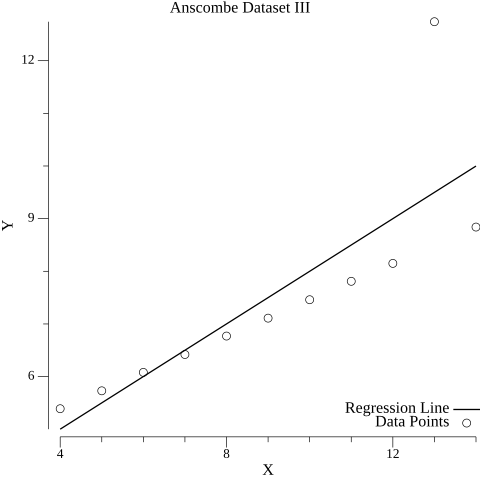 Anscombe Dataset III
12
9
6
Y
Regression Line
Data Points
4
8
12
X